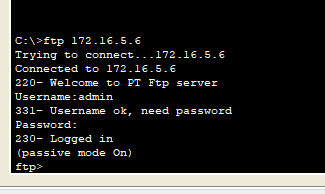 C:\>ftp 172.16.5.6
Trying to connect...172.16.5.6
Connected to 172.16.5.6
220- Welcome to PT Ftp server
Username:admin
331- Username ok, need password
Password:
230- Logged in
(passive mode On)
ftp>